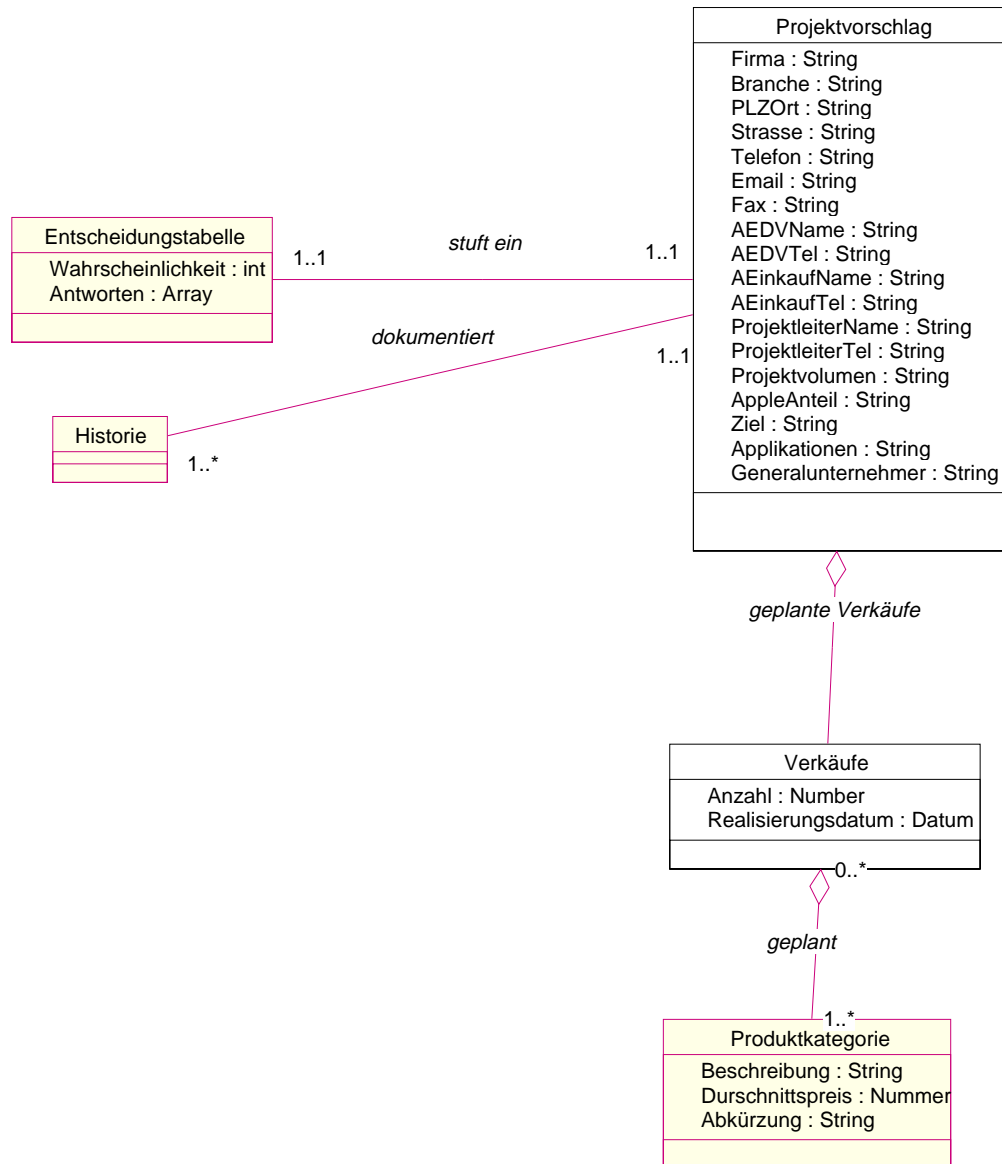 Projektvorschlag
Firma : String
Branche : String
PLZOrt : String
Strasse : String
Telefon : String
Email : String
Fax : String
AEDVName : String
AEDVTel : String
AEinkaufName : String
AEinkaufTel : String
ProjektleiterName : String
ProjektleiterTel : String
Projektvolumen : String
AppleAnteil : String
Ziel : String
Applikationen : String
Generalunternehmer : String
Entscheidungstabelle
Wahrscheinlichkeit : int
Antworten : Array
1..1
stuft ein
1..1
dokumentiert
1..1
Historie
1..*
geplante Verkäufe
Verkäufe
Anzahl : Number
Realisierungsdatum : Datum
0..*
geplant
1..*
Produktkategorie
Beschreibung : String
Durschnittspreis : Nummer
Abkürzung : String